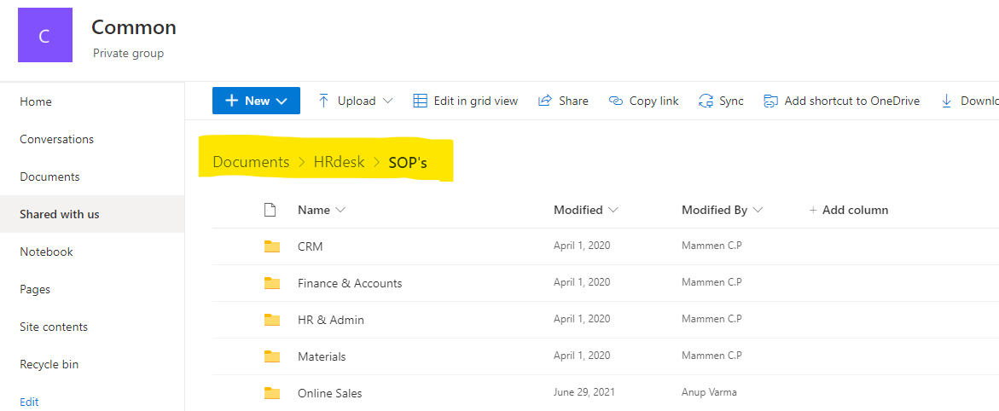 C
Common
Private group
Home
Conversations
Documents
Shared with us
Notebook
Pages
Site contents
Recycle bin
Edit
New Upload Edit in grid view Share Copy link Sync Add shortcut to OneDrive Downlo
Documents > HRdesk > SOP's
Name Modified Modified By + Add column
CRM April 1, 2020 Mammen C.P
Finance & Accounts April 1, 2020 Mammen C.P
HR & Admin April 1, 2020 Mammen C.P
Materials April 1, 2020 Mammen C.P
Online Sales June 29, 2021 Anup Varma